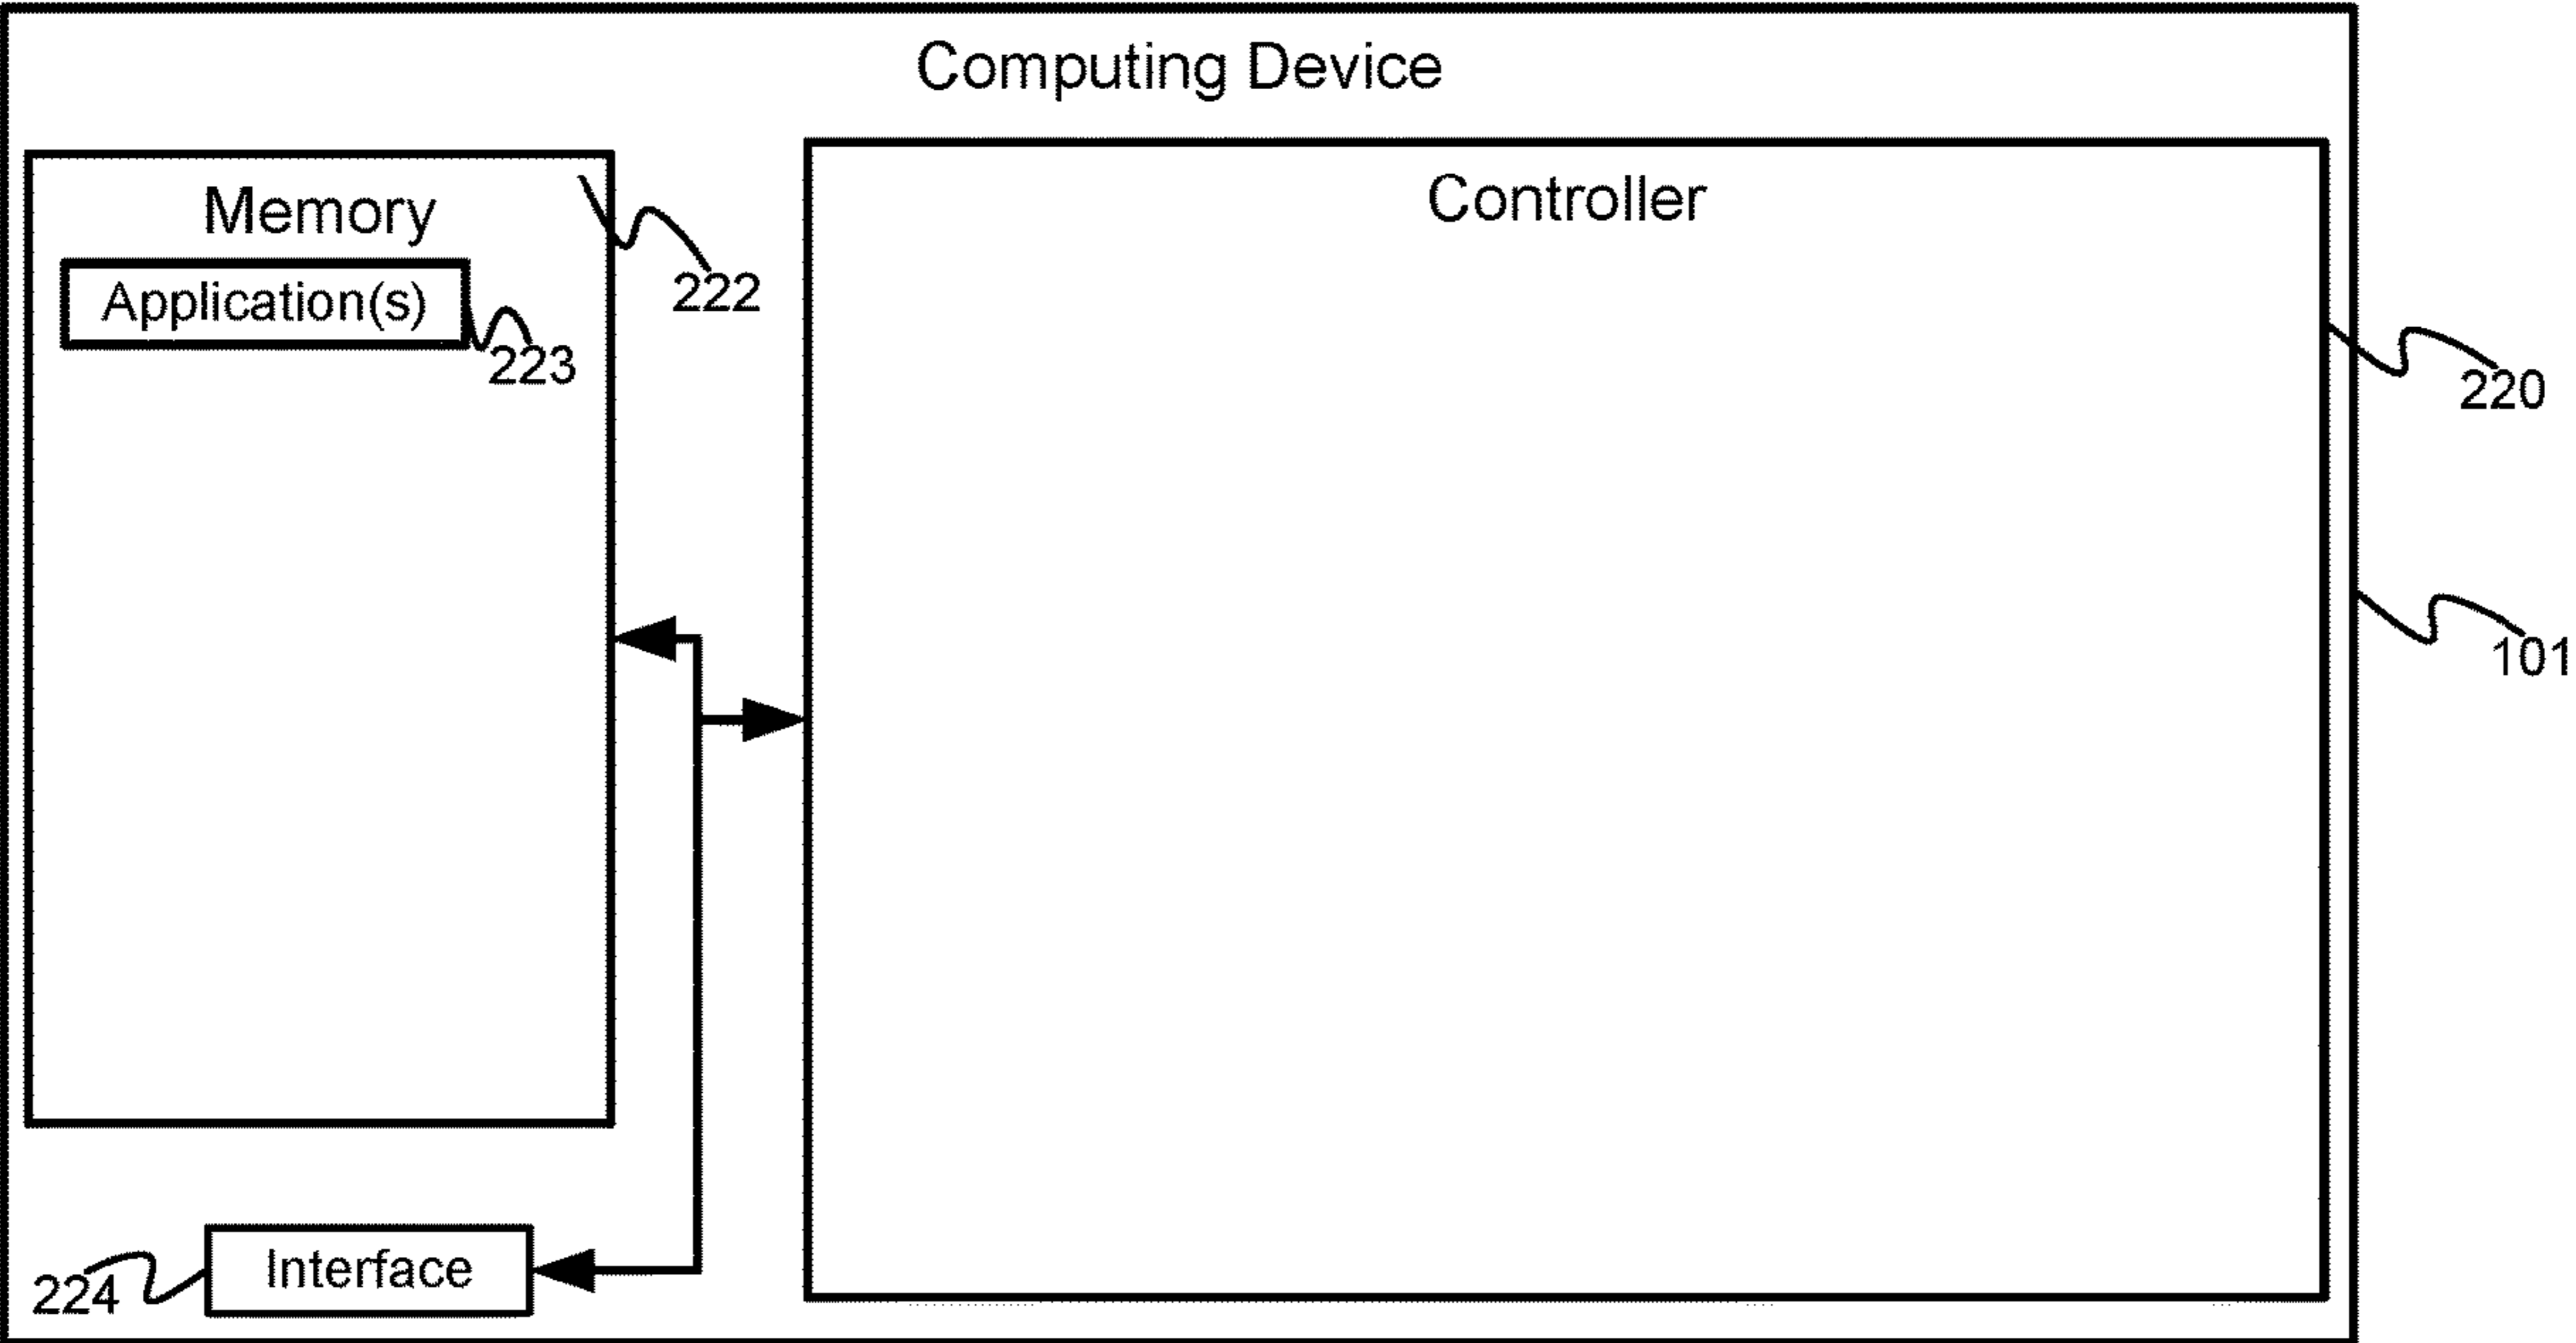 Computing Device
Memory
Controller
222
Application(s)
223
220
101
224
Interface